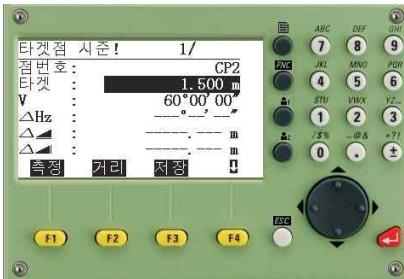 타겟점 시준! 1/
점번호 : CP2
타겟 : 1.500 m
V : 60°00'00"
△Hz : ---°--'--"
△◢ : -----.--- m
△◢ : -----.--- m
측정 거리 저장
F1 F2 F3 F4
FNC
ESC
ABC DEF GHI
7 8 9
JKL MNO PQR
4 5 6
STU VWX YZ_
1 2 3
/$% _@& *?!
0 . ±